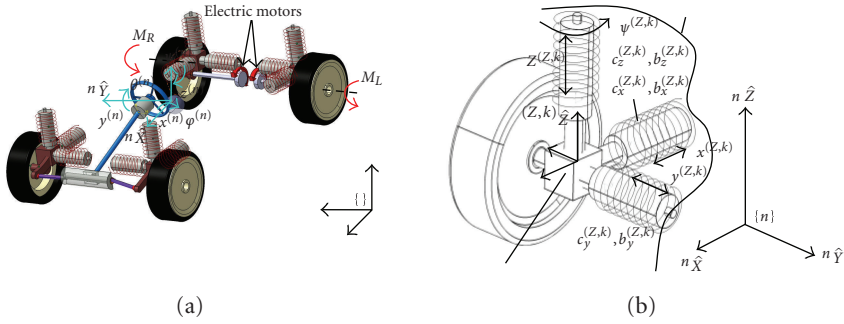 Electric motors
M_R
M_L
n Ŷ
y^(n)
x^(n) φ^(n)
n X̂
{ }
(a)
ψ^(Z,k)
Z^(Z,k)
c_z^(Z,k), b_z^(Z,k)
c_x^(Z,k), b_x^(Z,k)
(Z,k) Ẑ
x^(Z,k)
y^(Z,k)
c_y^(Z,k), b_y^(Z,k)
n Ẑ
{n}
n X̂
n Ŷ
(b)